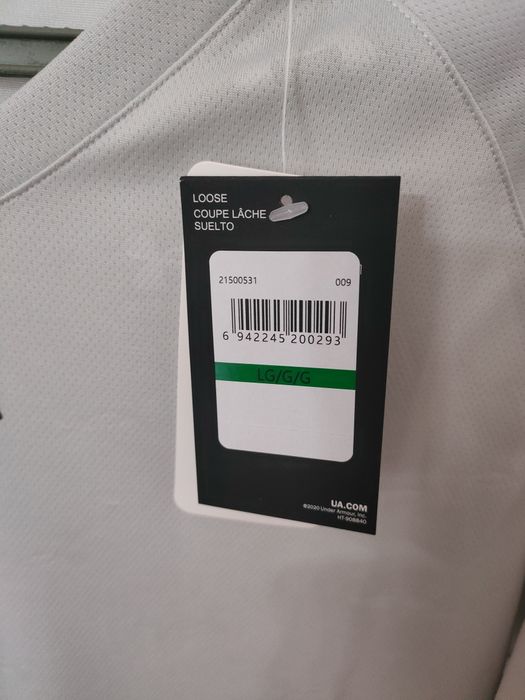 LOOSE
COUPE LÂCHE
SUELTO
21500531 009
6 942245 200293
LG/G/G
UA.COM
©2020 Under Armour, Inc.
HT-908840